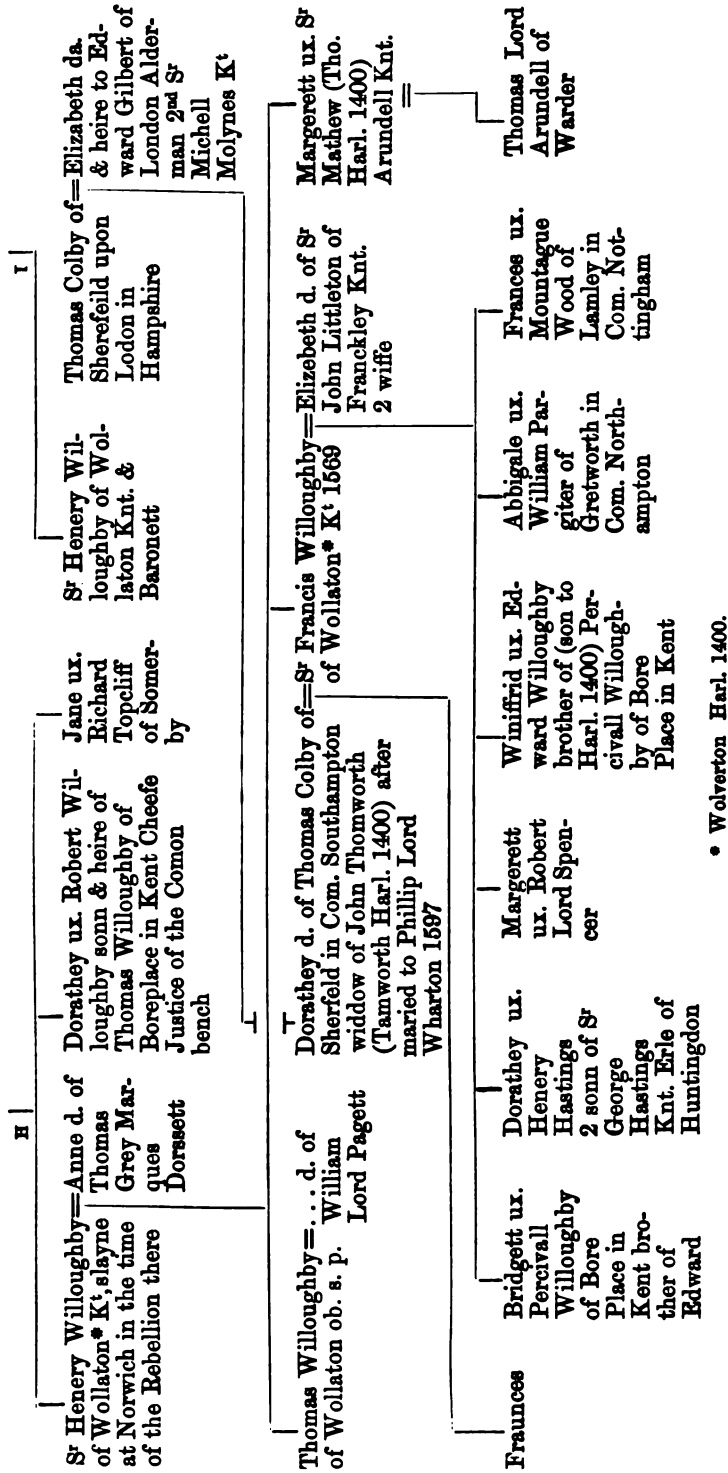 H
I
Sr Henery Willoughby=Anne d. of
of Wollaton* Kt, slayne
at Norwich in the time
of the Rebellion there
Thomas
Grey Mar-
ques
Dorssett
Dorathey ux. Robert Wil-
loughby sonn & heire of
Thomas Willoughby of
Boreplace in Kent Cheefe
Justice of the Comon
bench
Jane ux.
Richard
Topcliff
of Somer-
by
Sr Henery Wil-
loughby of Wol-
laton Knt. &
Baronett
Thomas Colby of=Elizabeth da.
Sherefeild upon
Lodon in
Hampshire
& heire to Ed-
ward Gilbert of
London Alder-
man 2nd Sr
Michell
Molynes Kt
Thomas Willoughby=... d. of
of Wollaton ob. s. p.
William
Lord Pagett
Dorathey d. of Thomas Colby of=Sr Francis Willoughby=Elizebeth d. of Sr
Sherfeld in Com. Southampton
widdow of John Thomworth
(Tamworth Harl. 1400) after
maried to Phillip Lord
Wharton 1597
of Wollaton* Kt 1569
John Littleton of
Franckley Knt.
2 wiffe
Margerett ux. Sr
Mathew (Tho.
Harl. 1400)
Arundell Knt.
=
Fraunces
Bridgett ux.
Percivall
Willoughby
of Bore
Place in
Kent bro-
ther of
Edward
Dorathey ux.
Henery
Hastings
2 sonn of Sr
George
Hastings
Knt. Erle of
Huntingdon
Margerett
ux. Robert
Lord Spen-
cer
Winiffrid ux. Ed-
ward Willoughby
brother of (son to
Harl. 1400) Per-
civall Willough-
by of Bore
Place in Kent
Abbigale ux.
William Par-
giter of
Gretworth in
Com. North-
ampton
Frances ux.
Mountague
Wood of
Lamley in
Com. Not-
tingham
Thomas Lord
Arundell of
Warder
* Wolverton Harl. 1400.